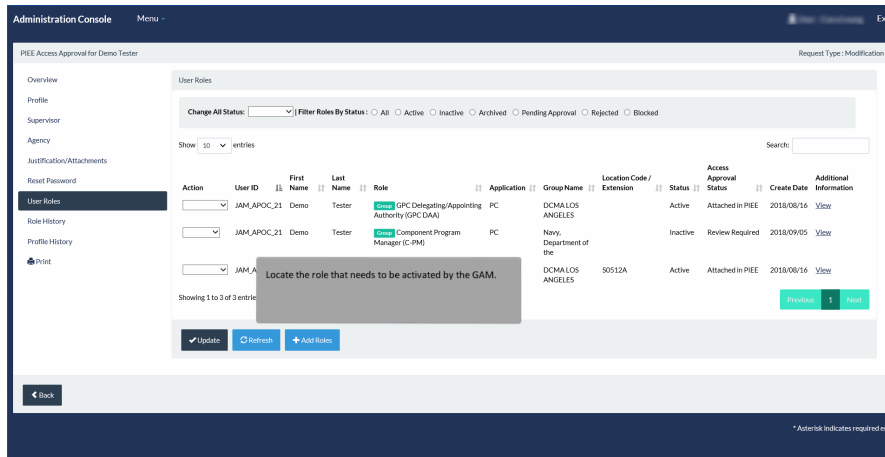 Administration Console Menu
Ex
PIEE Access Approval for Demo Tester
Request Type : Modification
Overview
Profile
Supervisor
Agency
Justification/Attachments
Reset Password
User Roles
Role History
Profile History
Print
User Roles
Change All Status: | Filter Roles By Status : All Active Inactive Archived Pending Approval Rejected Blocked
Show 10 entries
Search:
Action User ID First Name Last Name Role Application Group Name Location Code / Extension Status Access Approval Status Create Date Additional Information
JAM_APOC_21 Demo Tester Group GPC Delegating/Appointing PC DCMA LOS Active Attached in PIEE 2018/08/16 View
Authority (GPC DAA) ANGELES
JAM_APOC_21 Demo Tester Group Component Program PC Navy, Inactive Review Required 2018/09/05 View
Manager (C-PM) Department of
the
JAM_A DCMA LOS S0512A Active Attached in PIEE 2018/08/16 View
ANGELES
Locate the role that needs to be activated by the GAM.
Showing 1 to 3 of 3 entrie
Previous 1 Next
Update Refresh + Add Roles
Back
* Asterisk indicates required e